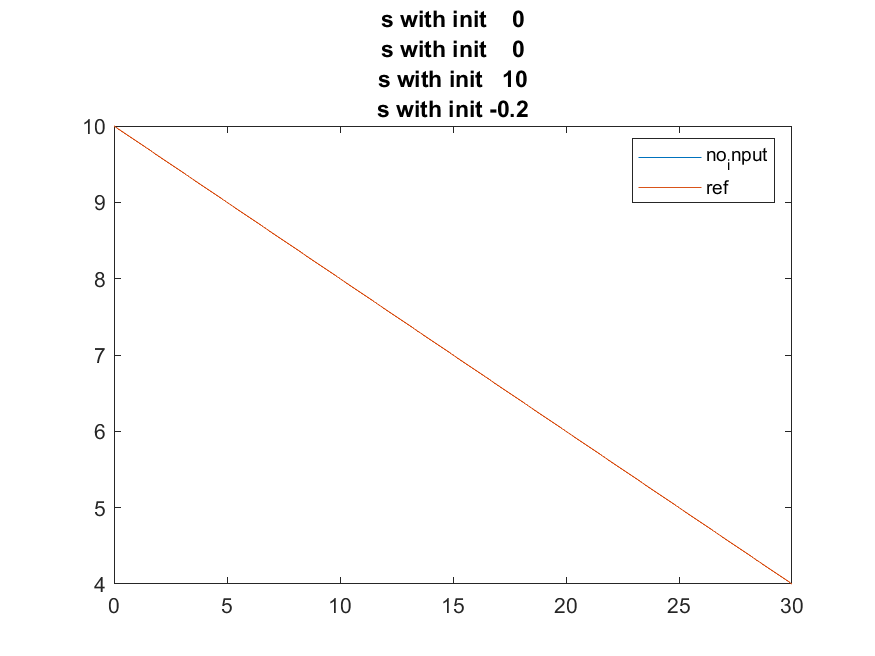 s with init    0
s with init    0
s with init   10
s with init -0.2
no_input
ref
10
9
8
7
6
5
4
0 5 10 15 20 25 30